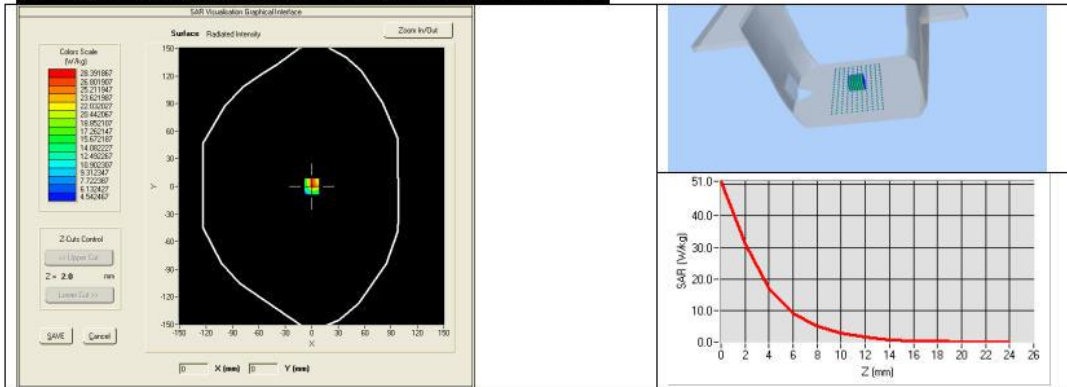 SAR Visualisation Graphical Interface
Surface Radiated Intensity
Zoom In/Out
Colors Scale
(W/kg)
28.391867
26.801907
25.211947
23.621987
22.032027
20.442067
18.852107
17.262147
15.672187
14.082227
12.492267
10.902307
9.312347
7.722387
6.132427
4.542467
Z-Cuts Control
<< Upper Cut
Z = 2.0 mm
Lower Cut >>
SAVE Cancel
150
120
90
60
30
0
-30
-60
-90
-120
-150
Y
-150 -120 -90 -60 -30 0 30 60 90 120 150
X
0 X (mm) 0 Y (mm)
51.0
40.0
30.0
20.0
10.0
0.0
SAR (W/kg)
0 2 4 6 8 10 12 14 16 18 20 22 24 26
Z (mm)